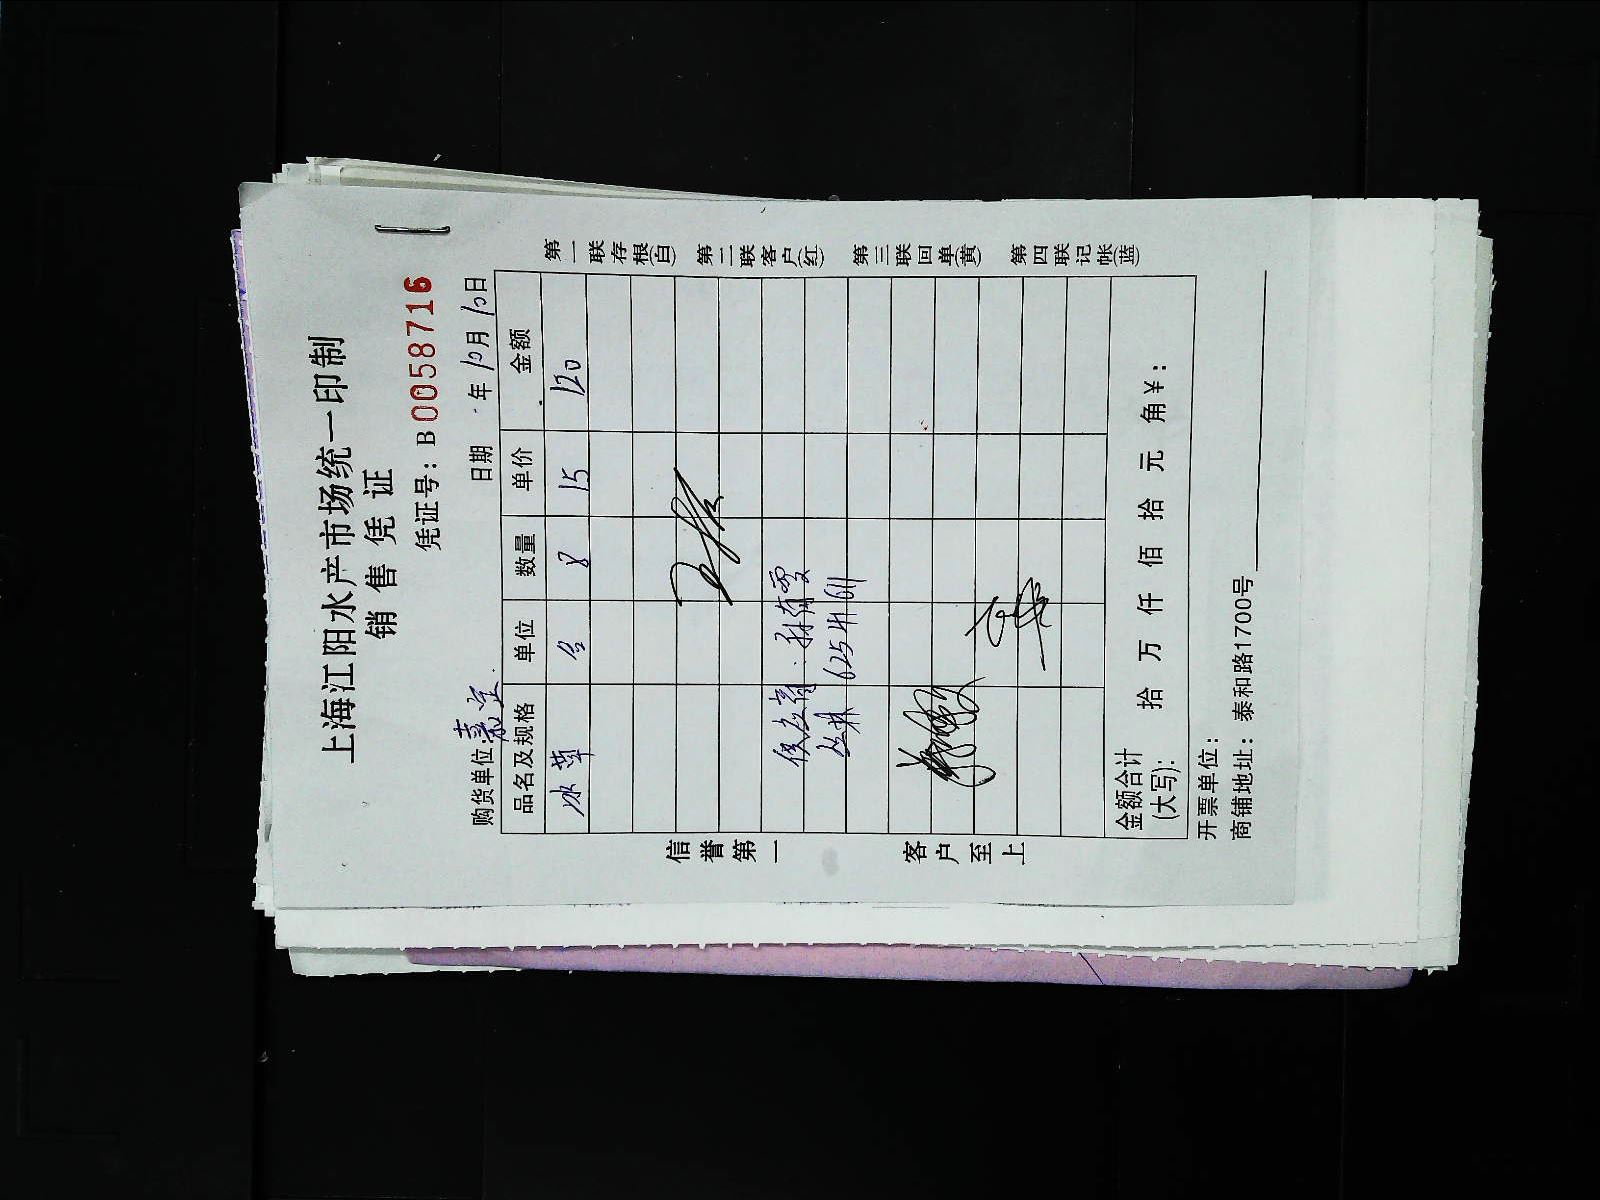 上海江阳水产市场统一印制
销售凭证
凭证号: B0058716
购货单位: 嘉定 日期 年 10月 10日
品名及规格 单位 数量 单价 金额
冰草 8 15 120
6254611
金额合计(大写): 拾 万 仟 佰 拾 元 角 ¥:
开票单位:
商铺地址: 泰和路1700号
信誉第一 客户至上
第一联存根(白) 第二联客户(红) 第三联回单(黄) 第四联记帐(蓝)